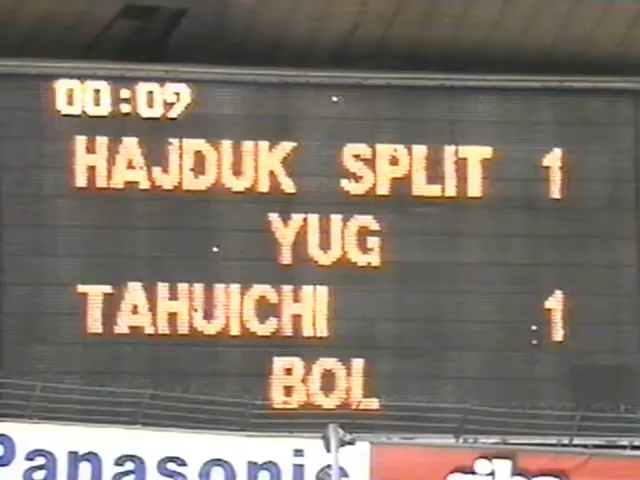 00:09
HAJDUK SPLIT 1
YUG
TAHUICHI 1
BOL
Panasonic